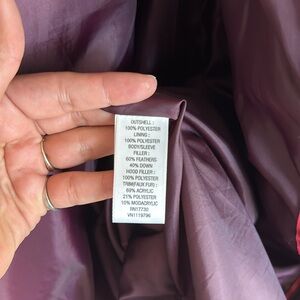 OUTSHELL :
100% POLYESTER
LINING :
100% POLYESTER
BODY/SLEEVE
FILLER :
60% FEATHERS
40% DOWN
HOOD FILLER :
100% POLYESTER
TRIM/FAUX FUR :
69% ACRYLIC
21% POLYESTER
10% MODACRYLIC
RN17730
VN1119796